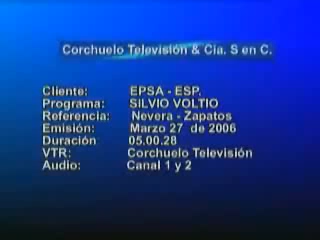 Corchuelo Televisión & Cia. S en C.
Cliente: EPSA - ESP.
Programa: SILVIO VOLTIO
Referencia: Nevera - Zapatos
Emisión: Marzo 27 de 2006
Duración 05.00.28
VTR: Corchuelo Televisión
Audio: Canal 1 y 2